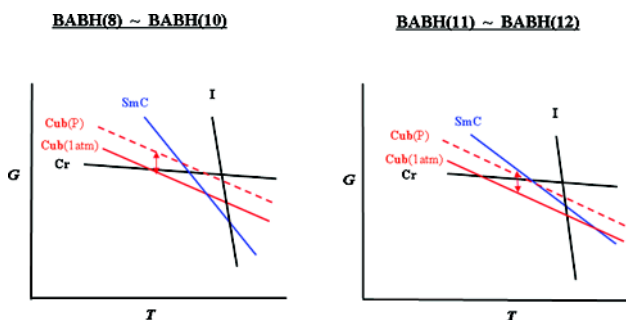 BABH(8) ~ BABH(10)
SmC
I
Cub(P)
Cub(1atm)
Cr
G
T
BABH(11) ~ BABH(12)
I
SmC
Cub(P)
Cub(1atm)
Cr
G
T